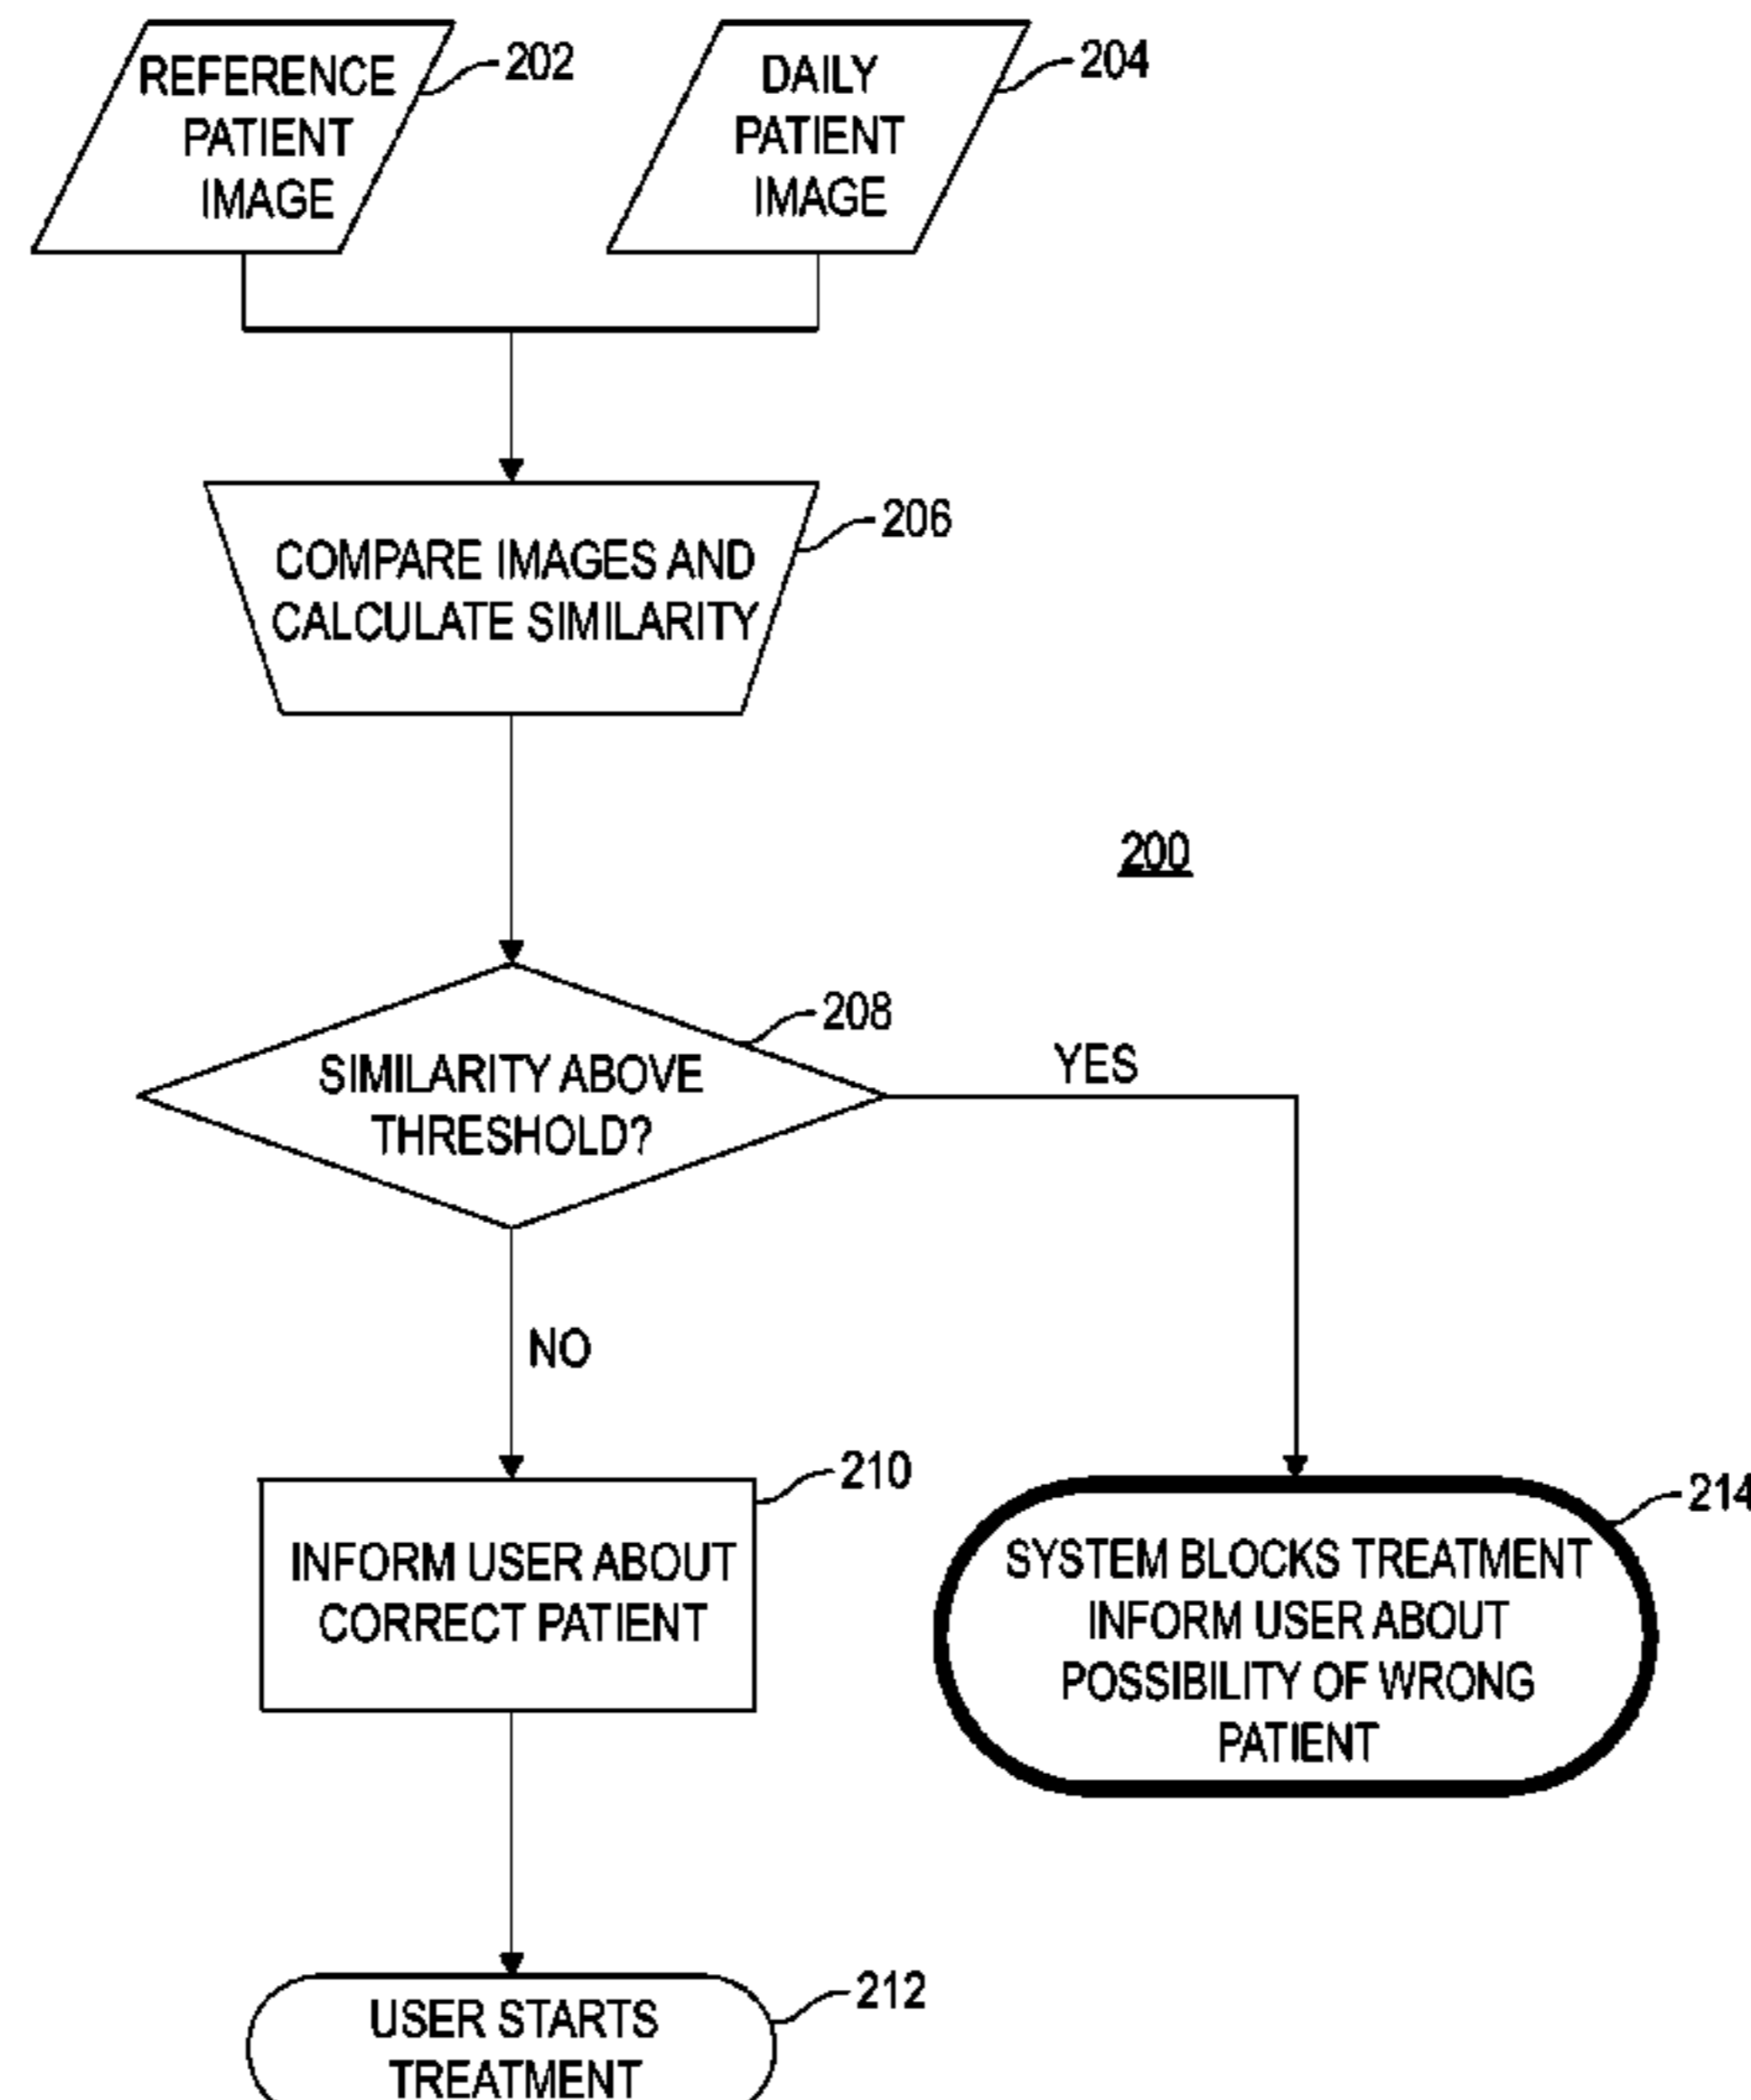 REFERENCE
PATIENT
IMAGE
202
DAILY
PATIENT
IMAGE
204
COMPARE IMAGES AND
CALCULATE SIMILARITY
206
200
SIMILARITY ABOVE
THRESHOLD?
208
YES
NO
INFORM USER ABOUT
CORRECT PATIENT
210
SYSTEM BLOCKS TREATMENT
INFORM USER ABOUT
POSSIBILITY OF WRONG
PATIENT
214
USER STARTS
TREATMENT
212